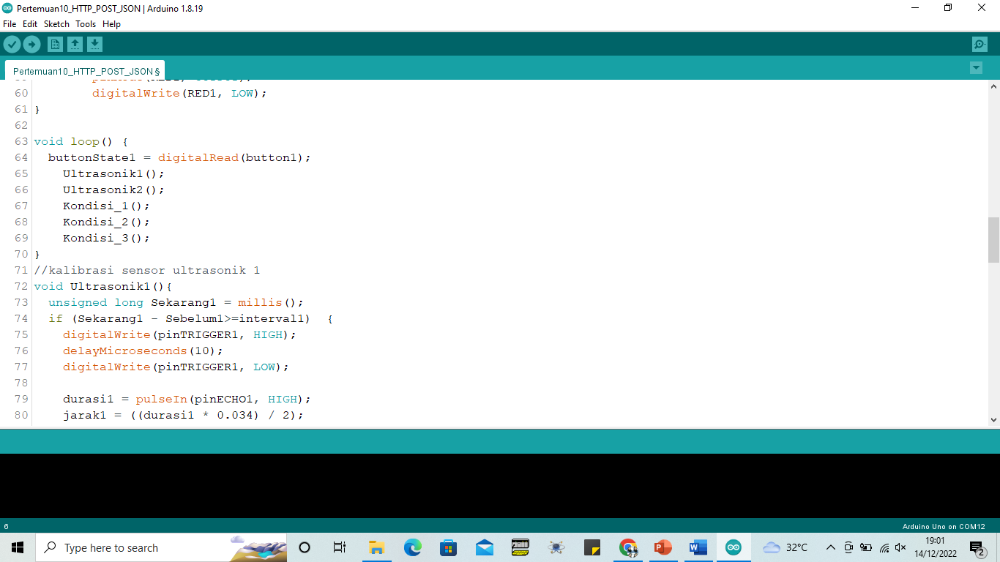 Pertemuan10_HTTP_POST_JSON | Arduino 1.8.19
File Edit Sketch Tools Help
Pertemuan10_HTTP_POST_JSON §
60 digitalWrite(RED1, LOW);
61 }
62
63 void loop() {
64 buttonState1 = digitalRead(button1);
65 Ultrasonik1();
66 Ultrasonik2();
67 Kondisi_1();
68 Kondisi_2();
69 Kondisi_3();
70 }
71 //kalibrasi sensor ultrasonik 1
72 void Ultrasonik1(){
73 unsigned long Sekarang1 = millis();
74 if (Sekarang1 - Sebelum1>=interval1)  {
75 digitalWrite(pinTRIGGER1, HIGH);
76 delayMicroseconds(10);
77 digitalWrite(pinTRIGGER1, LOW);
78
79 durasi1 = pulseIn(pinECHO1, HIGH);
80 jarak1 = ((durasi1 * 0.034) / 2);
6 Arduino Uno on COM12
Type here to search
32°C
19:01
14/12/2022
2